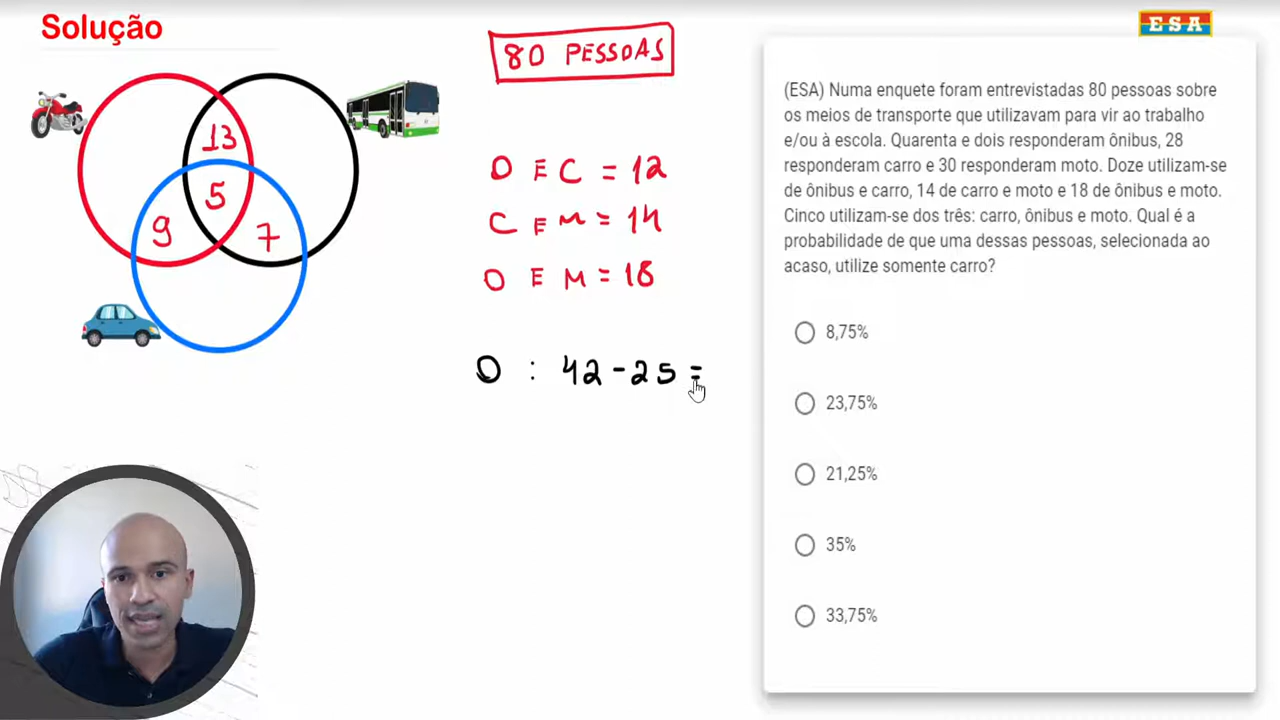 Solução
80 PESSOAS
ESA
13
5
9
7
O E C = 12
C E M = 14
O E M = 18
O : 42 - 25 =
(ESA) Numa enquete foram entrevistadas 80 pessoas sobre
os meios de transporte que utilizavam para vir ao trabalho
e/ou à escola. Quarenta e dois responderam ônibus, 28
responderam carro e 30 responderam moto. Doze utilizam-se
de ônibus e carro, 14 de carro e moto e 18 de ônibus e moto.
Cinco utilizam-se dos três: carro, ônibus e moto. Qual é a
probabilidade de que uma dessas pessoas, selecionada ao
acaso, utilize somente carro?
8,75%
23,75%
21,25%
35%
33,75%